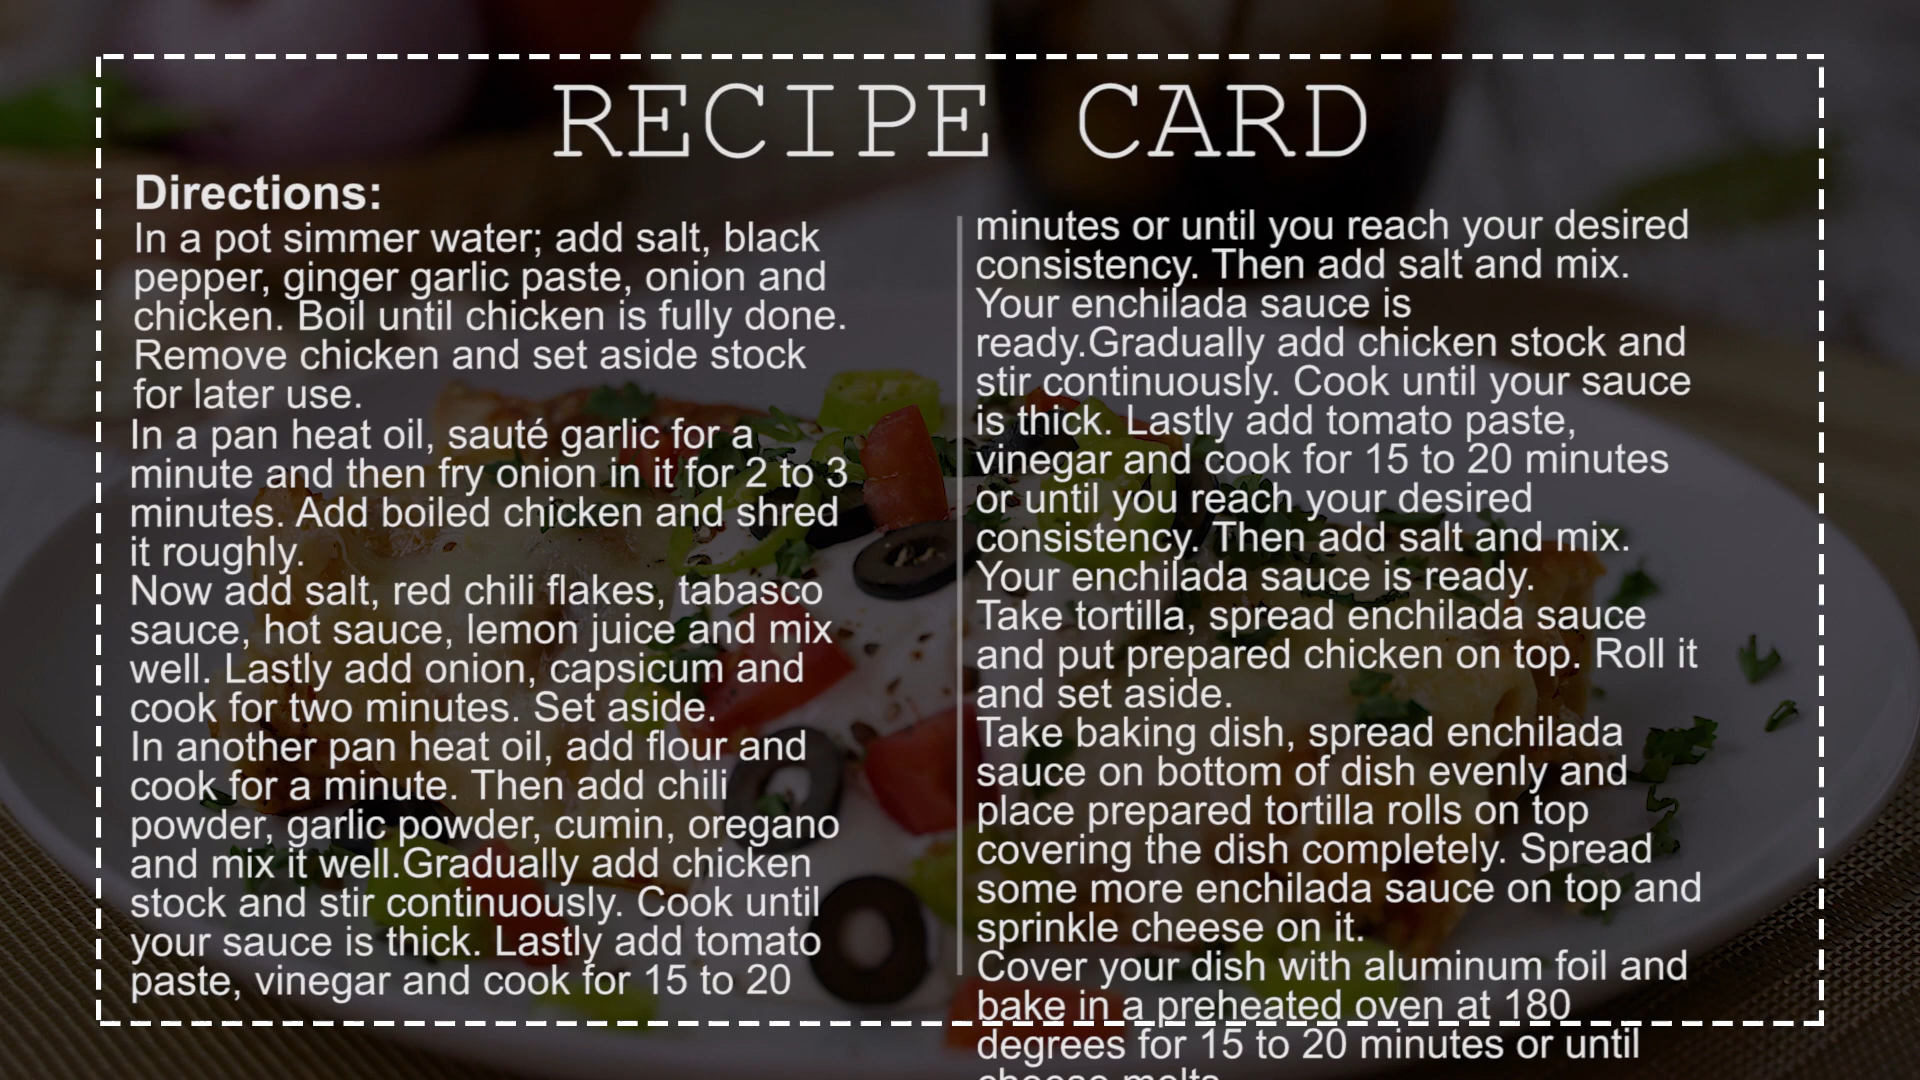 RECIPE CARD
Directions:
In a pot simmer water; add salt, black
pepper, ginger garlic paste, onion and
chicken. Boil until chicken is fully done.
Remove chicken and set aside stock
for later use.
In a pan heat oil, sauté garlic for a
minute and then fry onion in it for 2 to 3
minutes. Add boiled chicken and shred
it roughly.
Now add salt, red chili flakes, tabasco
sauce, hot sauce, lemon juice and mix
well. Lastly add onion, capsicum and
cook for two minutes. Set aside.
In another pan heat oil, add flour and
cook for a minute. Then add chili
powder, garlic powder, cumin, oregano
and mix it well.Gradually add chicken
stock and stir continuously. Cook until
your sauce is thick. Lastly add tomato
paste, vinegar and cook for 15 to 20
minutes or until you reach your desired
consistency. Then add salt and mix.
Your enchilada sauce is
ready.Gradually add chicken stock and
stir continuously. Cook until your sauce
is thick. Lastly add tomato paste,
vinegar and cook for 15 to 20 minutes
or until you reach your desired
consistency. Then add salt and mix.
Your enchilada sauce is ready.
Take tortilla, spread enchilada sauce
and put prepared chicken on top. Roll it
and set aside.
Take baking dish, spread enchilada
sauce on bottom of dish evenly and
place prepared tortilla rolls on top
covering the dish completely. Spread
some more enchilada sauce on top and
sprinkle cheese on it.
Cover your dish with aluminum foil and
bake in a preheated oven at 180
degrees for 15 to 20 minutes or until
cheese melts